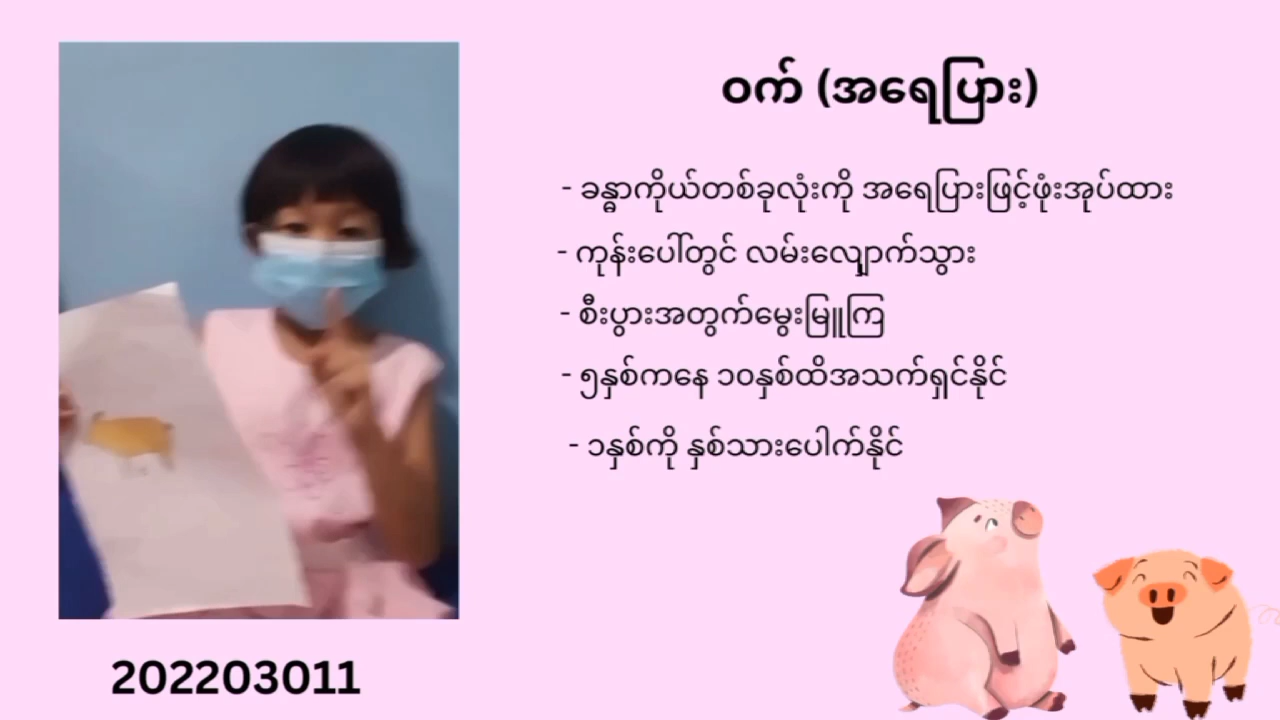 ဝက် (အရေပြား)
- ခန္ဓာကိုယ်တစ်ခုလုံးကို အရေပြားဖြင့်ဖုံးအုပ်ထား
- ကုန်းပေါ်တွင် လမ်းလျှောက်သွား
- စီးပွားအတွက်မွေးမြူကြ
- ၅နှစ်ကနေ ၁၀နှစ်ထိအသက်ရှင်နိုင်
- ၁နှစ်ကို နှစ်သားပေါက်နိုင်
202203011